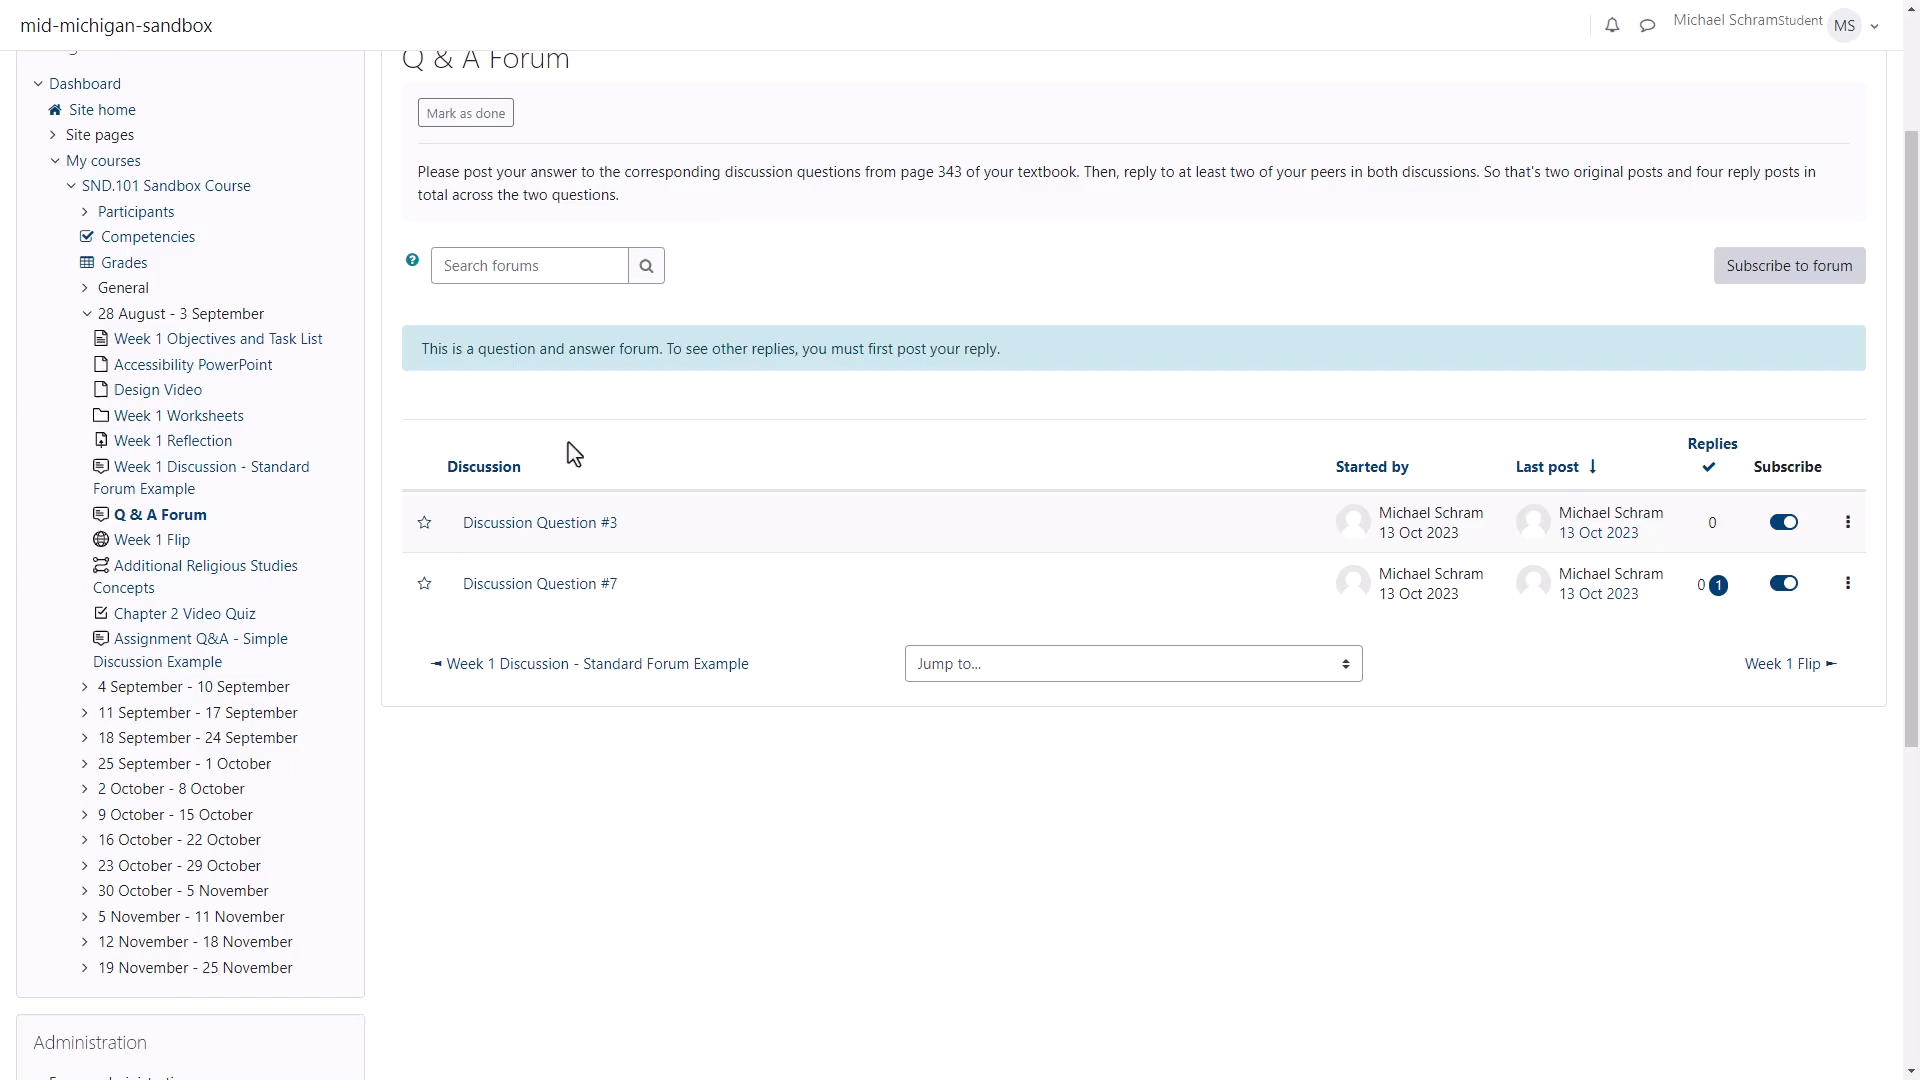 mid-michigan-sandbox
Michael Schram Student
MS
Dashboard
Site home
Site pages
My courses
SND.101 Sandbox Course
Participants
Competencies
Grades
General
28 August - 3 September
Week 1 Objectives and Task List
Accessibility PowerPoint
Design Video
Week 1 Worksheets
Week 1 Reflection
Week 1 Discussion - Standard
Forum Example
Q & A Forum
Week 1 Flip
Additional Religious Studies
Concepts
Chapter 2 Video Quiz
Assignment Q&A - Simple
Discussion Example
4 September - 10 September
11 September - 17 September
18 September - 24 September
25 September - 1 October
2 October - 8 October
9 October - 15 October
16 October - 22 October
23 October - 29 October
30 October - 5 November
5 November - 11 November
12 November - 18 November
19 November - 25 November
Administration
Q & A Forum
Mark as done
Please post your answer to the corresponding discussion questions from page 343 of your textbook. Then, reply to at least two of your peers in both discussions. So that's two original posts and four reply posts in
total across the two questions.
Search forums
Subscribe to forum
This is a question and answer forum. To see other replies, you must first post your reply.
Discussion Started by Last post ↓ Replies Subscribe
Discussion Question #3 Michael Schram Michael Schram 0
13 Oct 2023 13 Oct 2023
Discussion Question #7 Michael Schram Michael Schram 0 1
13 Oct 2023 13 Oct 2023
◄ Week 1 Discussion - Standard Forum Example
Jump to...
Week 1 Flip ►